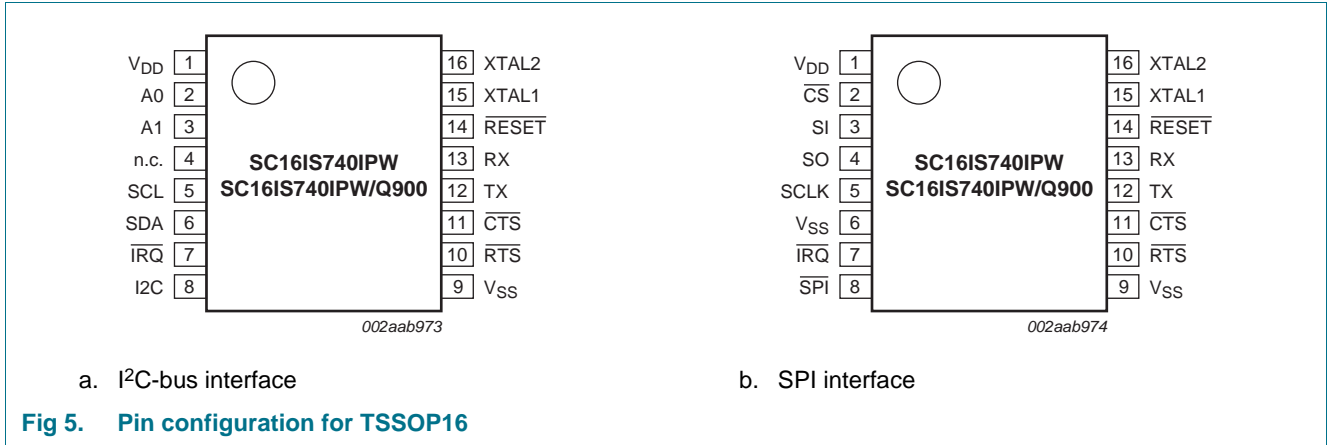 VDD 1
A0 2
A1 3
n.c. 4
SCL 5
SDA 6
IRQ 7
I2C 8
SC16IS740IPW
SC16IS740IPW/Q900
16 XTAL2
15 XTAL1
14 RESET
13 RX
12 TX
11 CTS
10 RTS
9 VSS
002aab973
a. I2C-bus interface
VDD 1
CS 2
SI 3
SO 4
SCLK 5
VSS 6
IRQ 7
SPI 8
SC16IS740IPW
SC16IS740IPW/Q900
16 XTAL2
15 XTAL1
14 RESET
13 RX
12 TX
11 CTS
10 RTS
9 VSS
002aab974
b. SPI interface
Fig 5. Pin configuration for TSSOP16